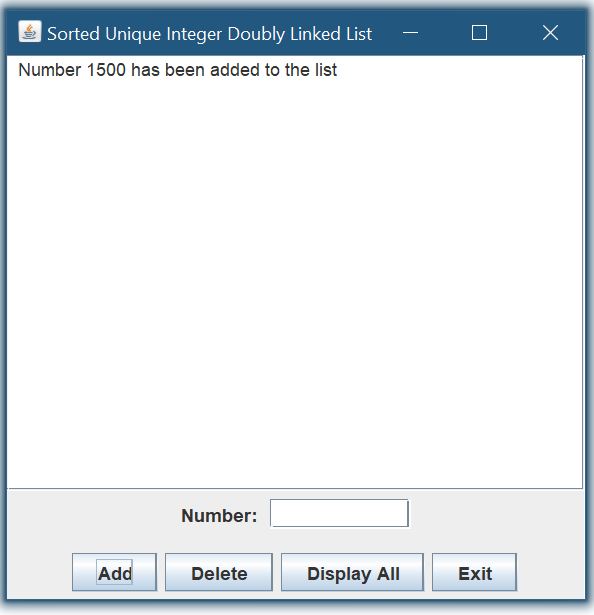 Sorted Unique Integer Doubly Linked List
Number 1500 has been added to the list
Number:
Add Delete Display All Exit